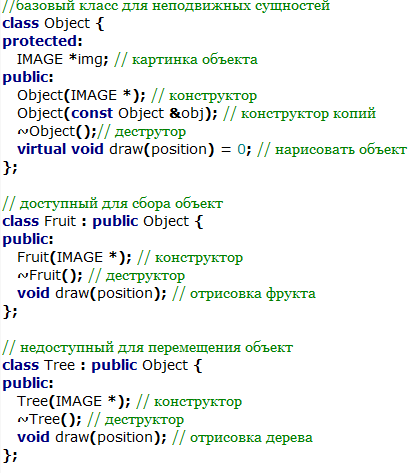 //базовый класс для неподвижных сущностей
class Object {
protected:
IMAGE *img; // картинка объекта
public:
Object(IMAGE *); // конструктор
Object(const Object &obj); // конструктор копий
~Object();// деструтор
virtual void draw(position) = 0; // нарисовать объект
};

// доступный для сбора объект
class Fruit : public Object {
public:
Fruit(IMAGE *); // конструктор
~Fruit(); // деструктор
void draw(position); // отрисовка фрукта
};

// недоступный для перемещения объект
class Tree : public Object {
public:
Tree(IMAGE *); // конструктор
~Tree(); // деструктор
void draw(position); // отрисовка дерева
};